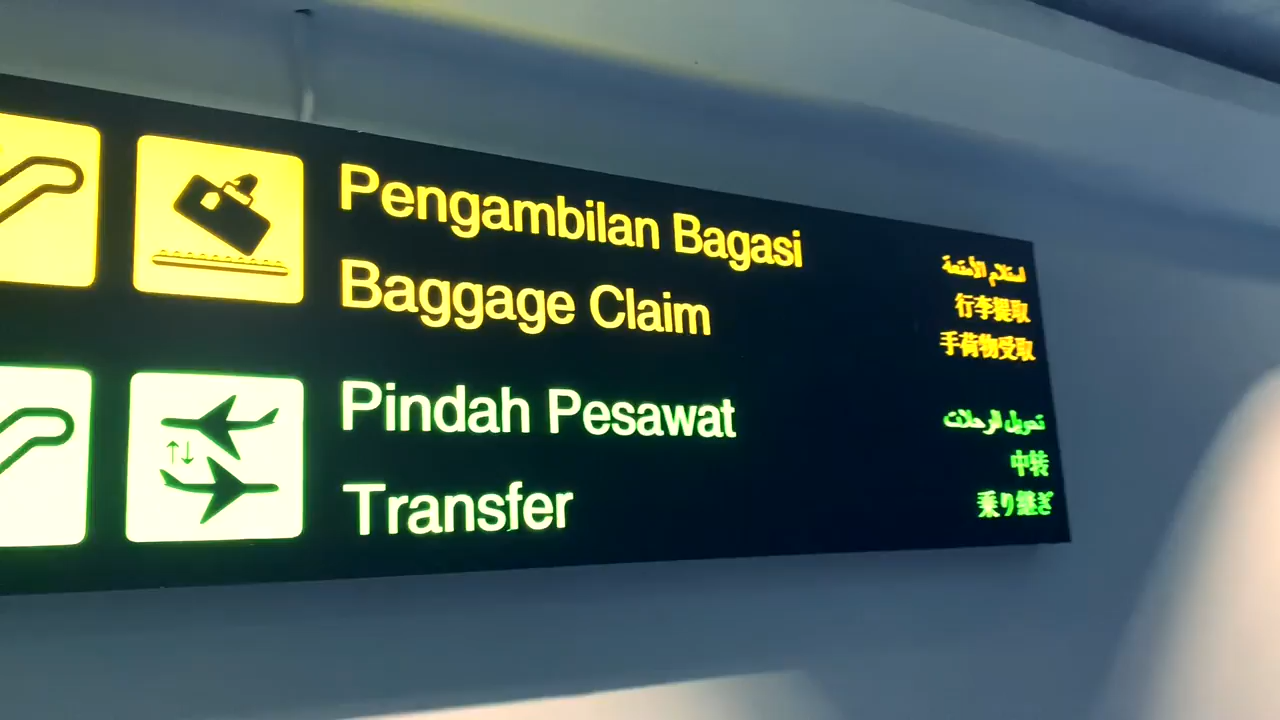 Pengambilan Bagasi
Baggage Claim
استلام الأمتعة
行李提取
手荷物受取
Pindah Pesawat
Transfer
تحويل الرحلات
中转
乗り継ぎ